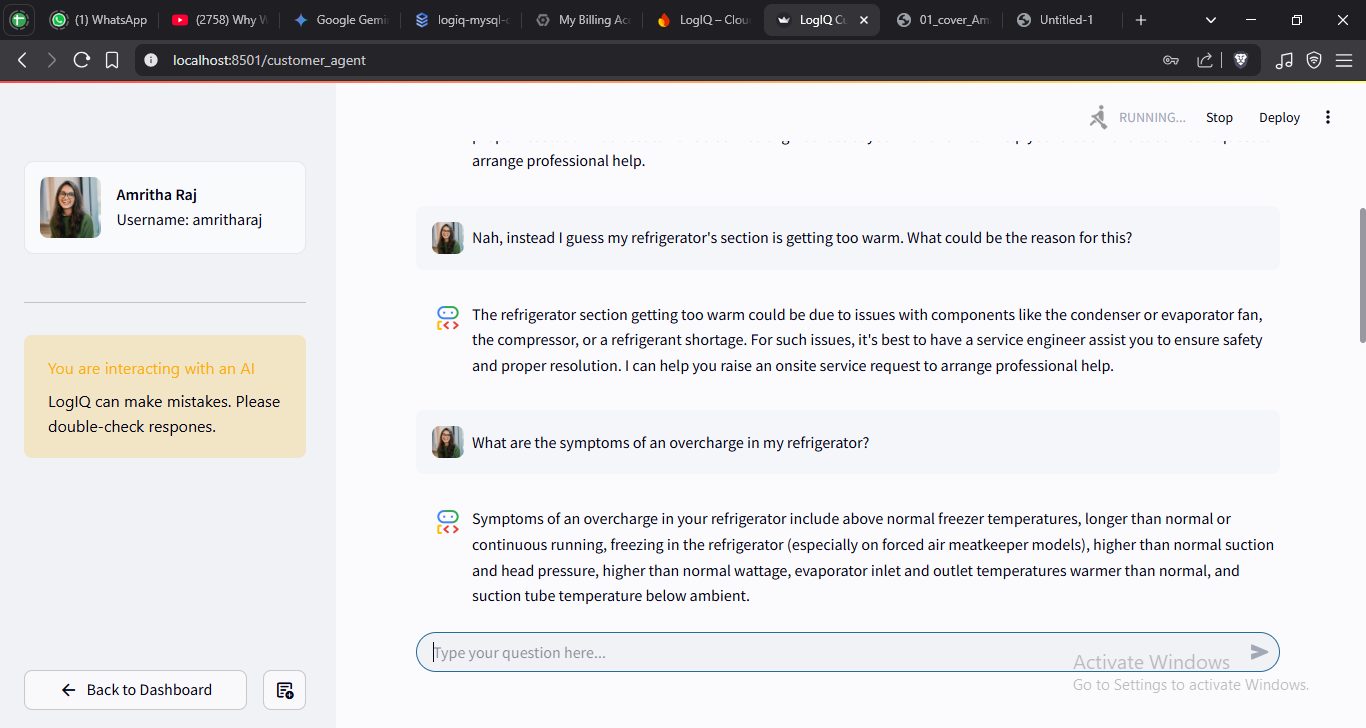 (1) WhatsApp
(2758) Why W
Google Gemi
logiq-mysql-c
My Billing Acc
LogIQ – Clou
LogIQ Cu
01_cover_Am
Untitled-1
localhost:8501/customer_agent
RUNNING...
Stop
Deploy
arrange professional help.
Amritha Raj
Username: amritharaj
Nah, instead I guess my refrigerator's section is getting too warm. What could be the reason for this?
The refrigerator section getting too warm could be due to issues with components like the condenser or evaporator fan,
the compressor, or a refrigerant shortage. For such issues, it's best to have a service engineer assist you to ensure safety
and proper resolution. I can help you raise an onsite service request to arrange professional help.
You are interacting with an AI
LogIQ can make mistakes. Please
double-check respones.
What are the symptoms of an overcharge in my refrigerator?
Symptoms of an overcharge in your refrigerator include above normal freezer temperatures, longer than normal or
continuous running, freezing in the refrigerator (especially on forced air meatkeeper models), higher than normal suction
and head pressure, higher than normal wattage, evaporator inlet and outlet temperatures warmer than normal, and
suction tube temperature below ambient.
Type your question here...
Activate Windows
Go to Settings to activate Windows.
Back to Dashboard